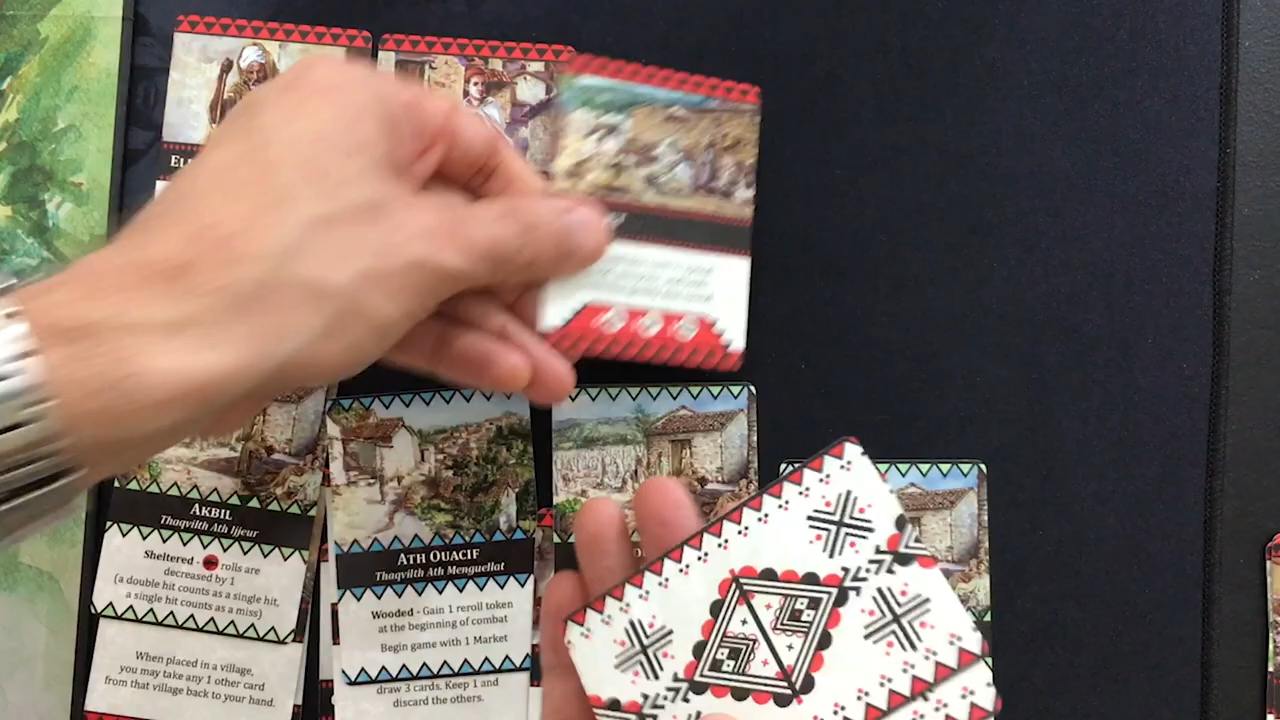 AKBIL
Thaqvilth Ath Ijjeur
Sheltered - rolls are
decreased by 1
(a double hit counts as a single hit,
a single hit counts as a miss)
When placed in a village,
you may take any 1 other card
from that village back to your hand.
ATH OUACIF
Thaqvilth Ath Menguellat
Wooded - Gain 1 reroll token
at the beginning of combat
Begin game with 1 Market
draw 3 cards. Keep 1 and
discard the others.